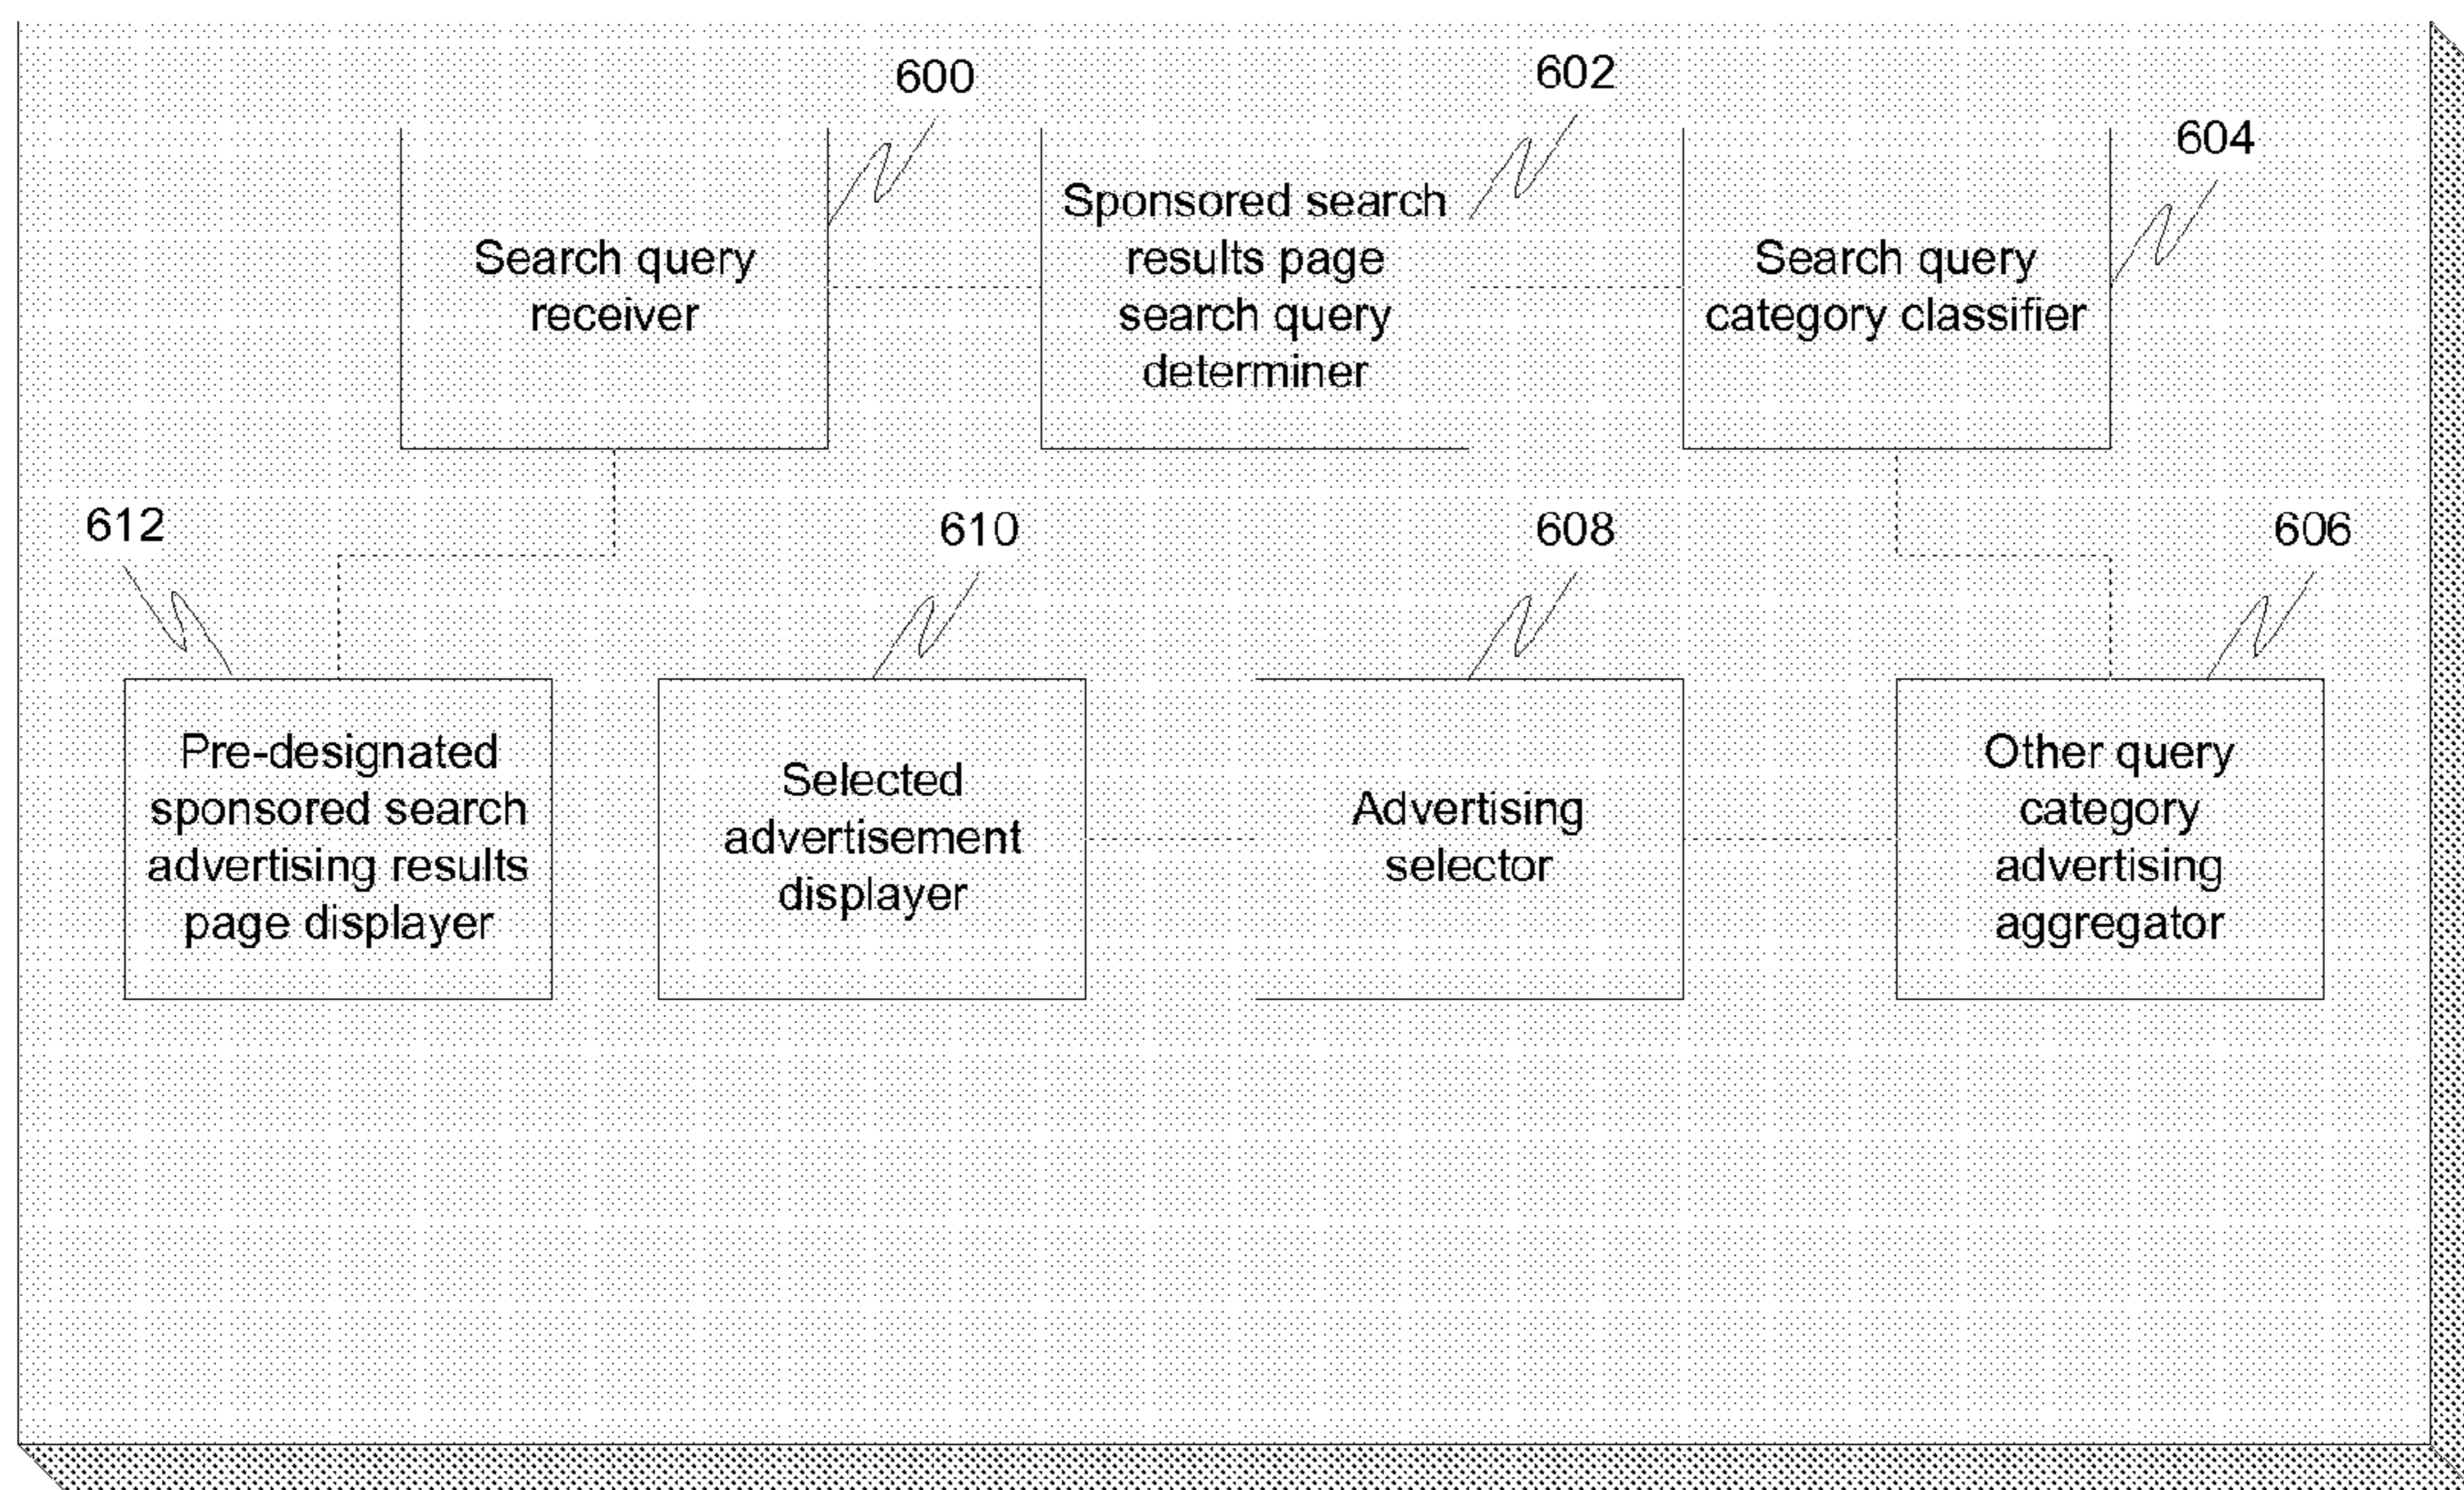 600
602
604
Search query
receiver
Sponsored search
results page
search query
determiner
Search query
category classifier
612
610
608
606
Pre-designated
sponsored search
advertising results
page displayer
Selected
advertisement
displayer
Advertising
selector
Other query
category
advertising
aggregator